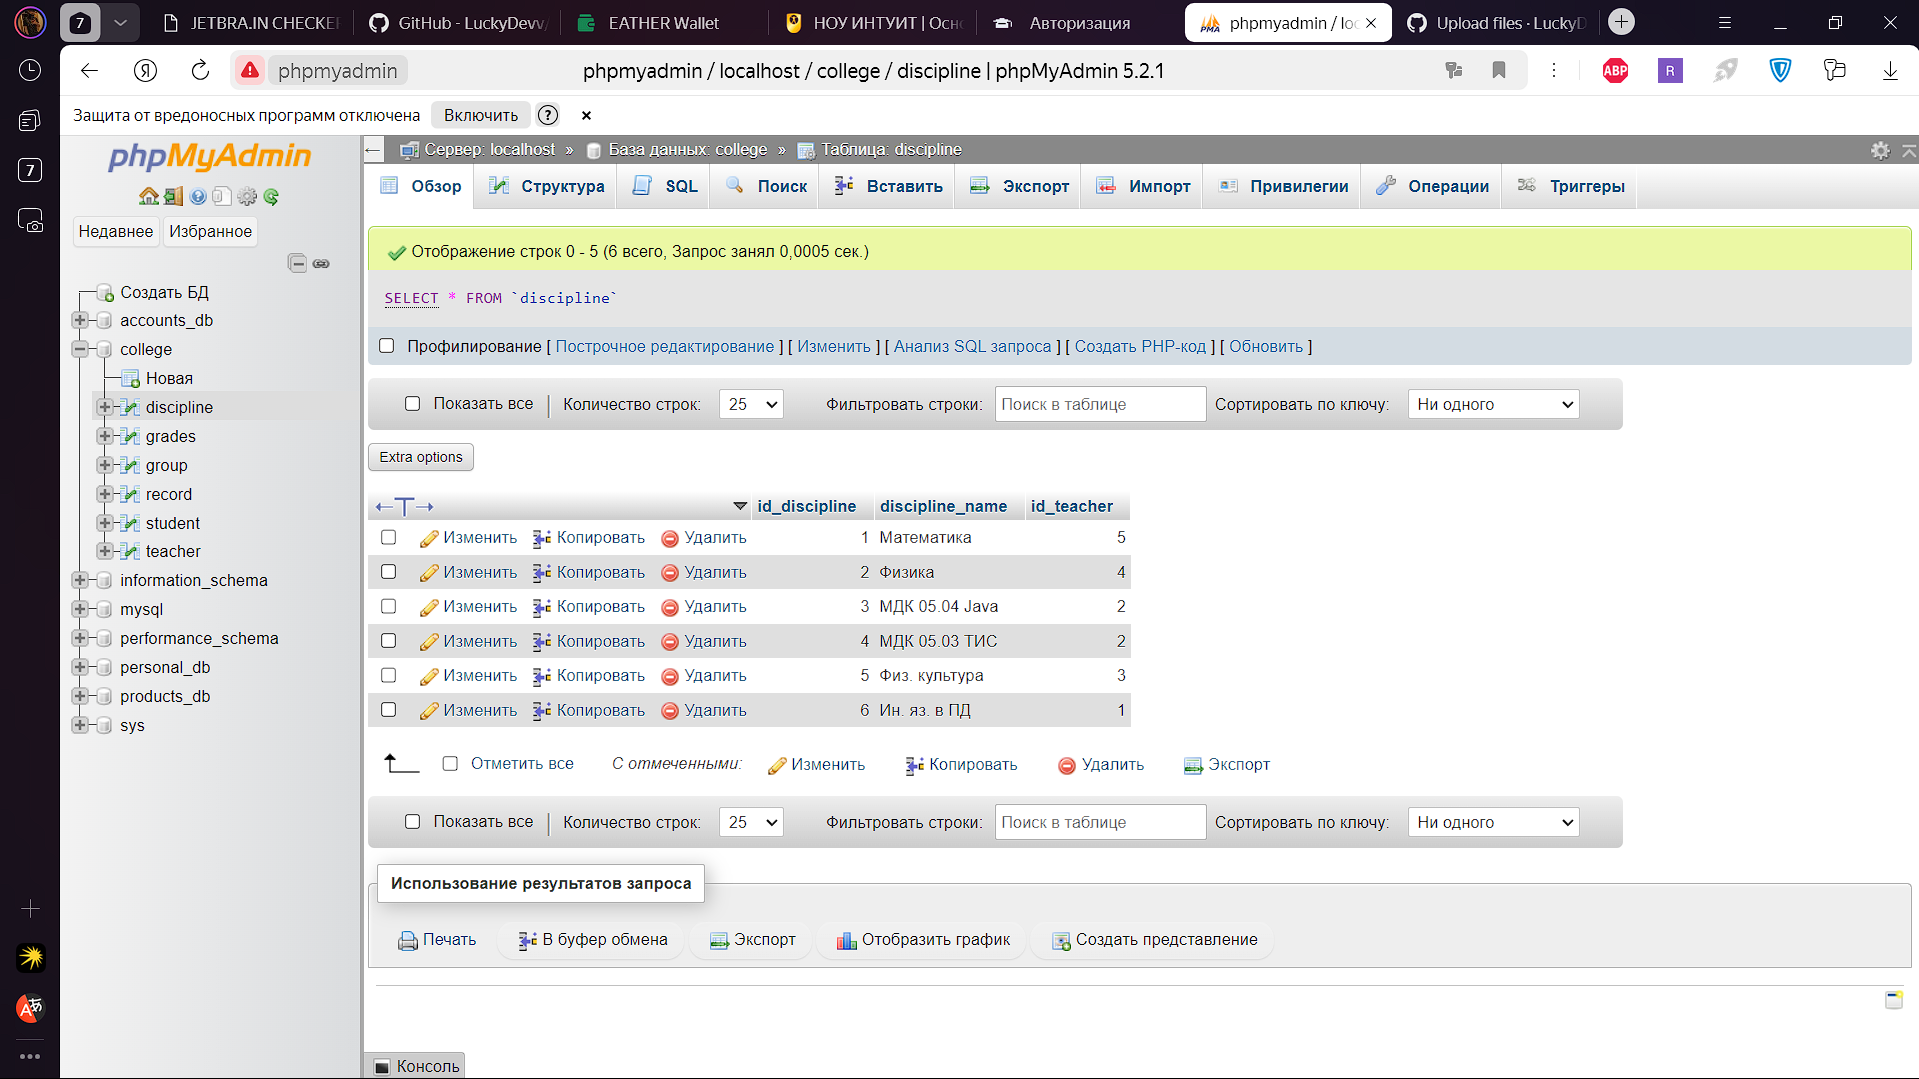 7
JETBRA.IN CHECKER
GitHub - LuckyDevv/
EATHER Wallet
НОУ ИНТУИТ | Осно
Авторизация
phpmyadmin / loc
Upload files · LuckyD
phpmyadmin
phpmyadmin / localhost / college / discipline | phpMyAdmin 5.2.1
ABP
R
Защита от вредоносных программ отключена
Включить
7
phpMyAdmin
Недавнее
Избранное
Создать БД
accounts_db
college
Новая
discipline
grades
group
record
student
teacher
information_schema
mysql
performance_schema
personal_db
products_db
sys
Сервер: localhost » База данных: college » Таблица: discipline
Обзор
Структура
SQL
Поиск
Вставить
Экспорт
Импорт
Привилегии
Операции
Триггеры
Отображение строк 0 - 5 (6 всего, Запрос занял 0,0005 сек.)
SELECT * FROM `discipline`
Профилирование [ Построчное редактирование ] [ Изменить ] [ Анализ SQL запроса ] [ Создать PHP-код ] [ Обновить ]
Показать все | Количество строк: 25 Фильтровать строки: Поиск в таблице Сортировать по ключу: Ни одного
Extra options
id_discipline discipline_name id_teacher
Изменить Копировать Удалить 1 Математика 5
Изменить Копировать Удалить 2 Физика 4
Изменить Копировать Удалить 3 МДК 05.04 Java 2
Изменить Копировать Удалить 4 МДК 05.03 ТИС 2
Изменить Копировать Удалить 5 Физ. культура 3
Изменить Копировать Удалить 6 Ин. яз. в ПД 1
Отметить все С отмеченными: Изменить Копировать Удалить Экспорт
Показать все | Количество строк: 25 Фильтровать строки: Поиск в таблице Сортировать по ключу: Ни одного
Использование результатов запроса
Печать
В буфер обмена
Экспорт
Отобразить график
Создать представление
Консоль